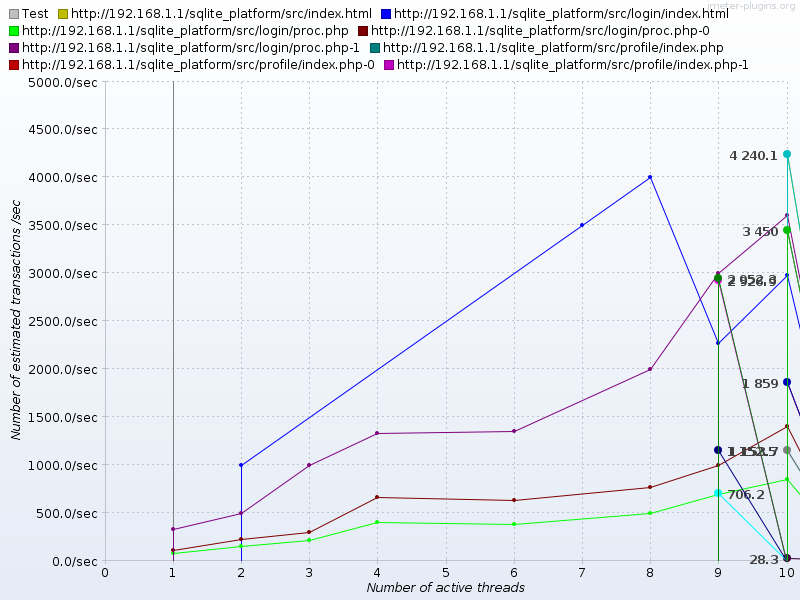 jmeter-plugins.org
Test http://192.168.1.1/sqlite_platform/src/index.html http://192.168.1.1/sqlite_platform/src/login/index.html
http://192.168.1.1/sqlite_platform/src/login/proc.php http://192.168.1.1/sqlite_platform/src/login/proc.php-0
http://192.168.1.1/sqlite_platform/src/login/proc.php-1 http://192.168.1.1/sqlite_platform/src/profile/index.php
http://192.168.1.1/sqlite_platform/src/profile/index.php-0 http://192.168.1.1/sqlite_platform/src/profile/index.php-1
5000.0/sec
4500.0/sec
4 240.1
4000.0/sec
3500.0/sec
3 450
3000.0/sec
2500.0/sec
2000.0/sec
1 859
1500.0/sec
1000.0/sec
706.2
500.0/sec
28.3
0.0/sec
Number of estimated transactions /sec
0 1 2 3 4 5 6 7 8 9 10
Number of active threads